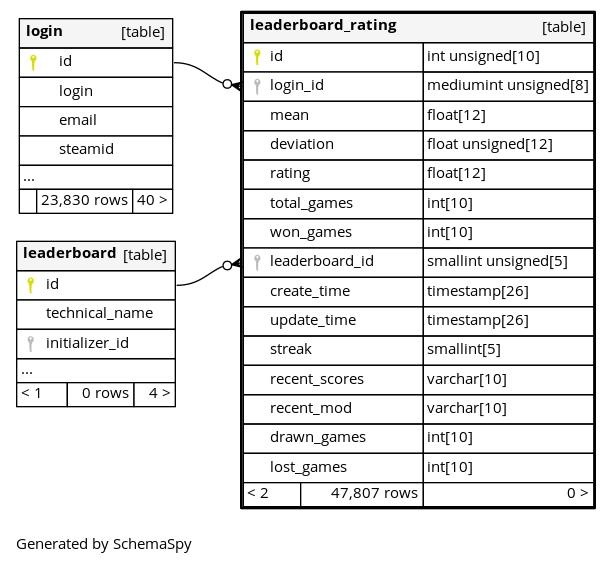 login [table]
id
login
email
steamid
...
23,830 rows 40 >
leaderboard [table]
id
technical_name
initializer_id
...
< 1 0 rows 4 >
leaderboard_rating [table]
id int unsigned[10]
login_id mediumint unsigned[8]
mean float[12]
deviation float unsigned[12]
rating float[12]
total_games int[10]
won_games int[10]
leaderboard_id smallint unsigned[5]
create_time timestamp[26]
update_time timestamp[26]
streak smallint[5]
recent_scores varchar[10]
recent_mod varchar[10]
drawn_games int[10]
lost_games int[10]
< 2 47,807 rows 0 >
Generated by SchemaSpy